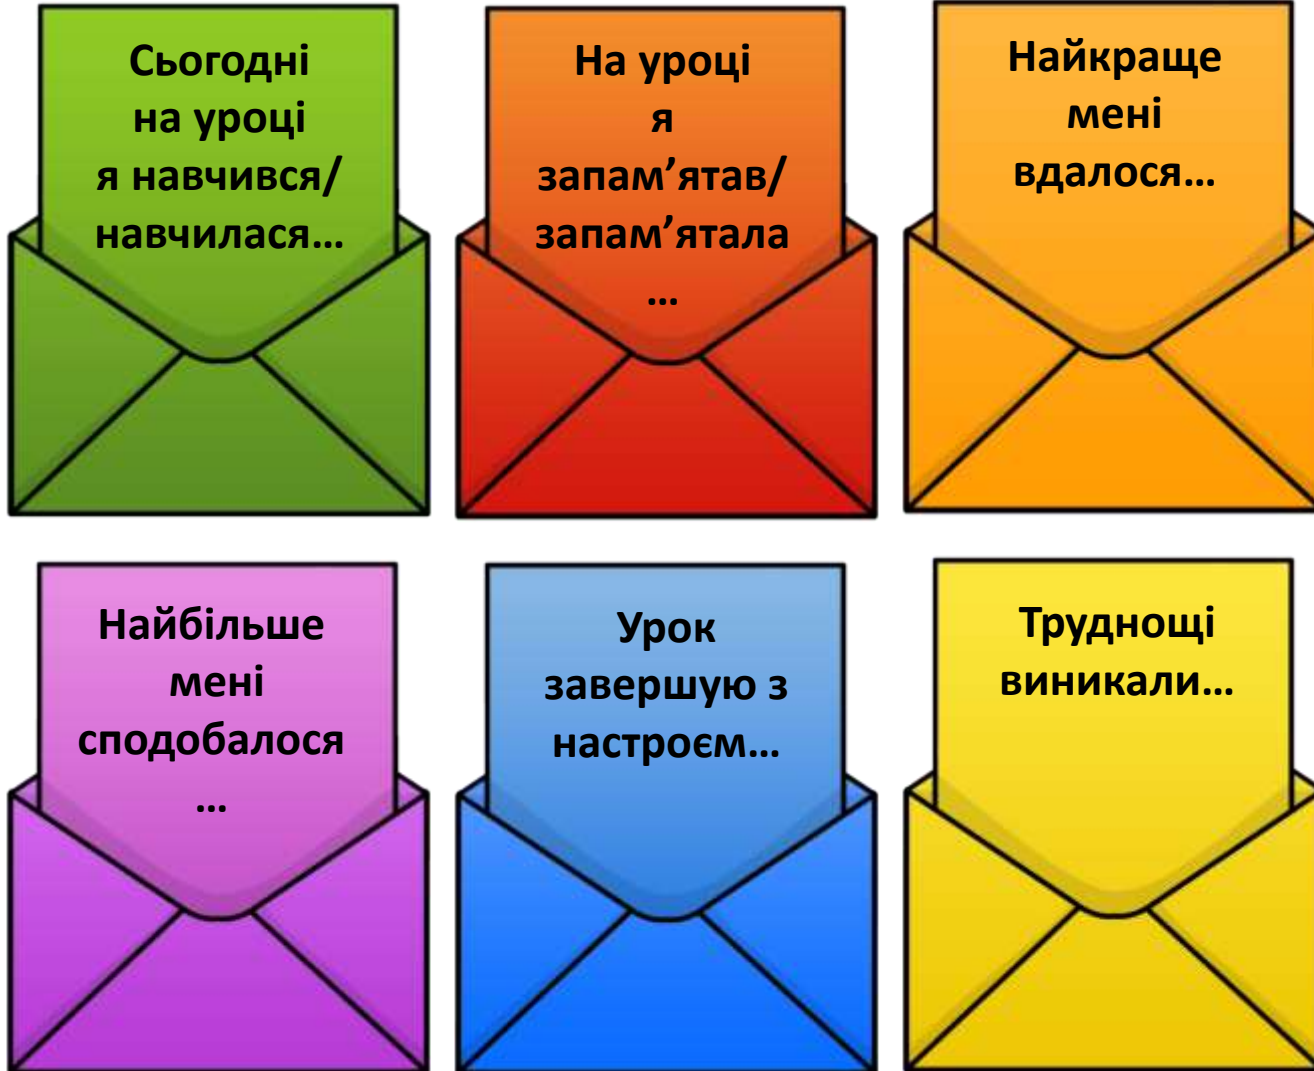 Сьогодні
на уроці
я навчився/
навчилася…
На уроці
я
запам’ятав/
запам’ятала
…
Найкраще
мені
вдалося…
Найбільше
мені
сподобалося
…
Урок
завершую з
настроєм…
Труднощі
виникали…